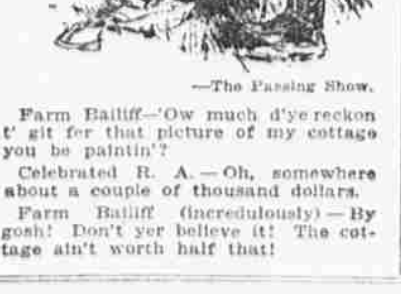 —The Passing Show.
Farm Bailiff—'Ow much d'ye reckon
t' git fer that picture of my cottage
you be paintin'?
Celebrated R. A. — Oh, somewhere
about a couple of thousand dollars.
Farm Bailiff (incredulously) — By
gosh! Don't yer believe it! The cot-
tage ain't worth half that!